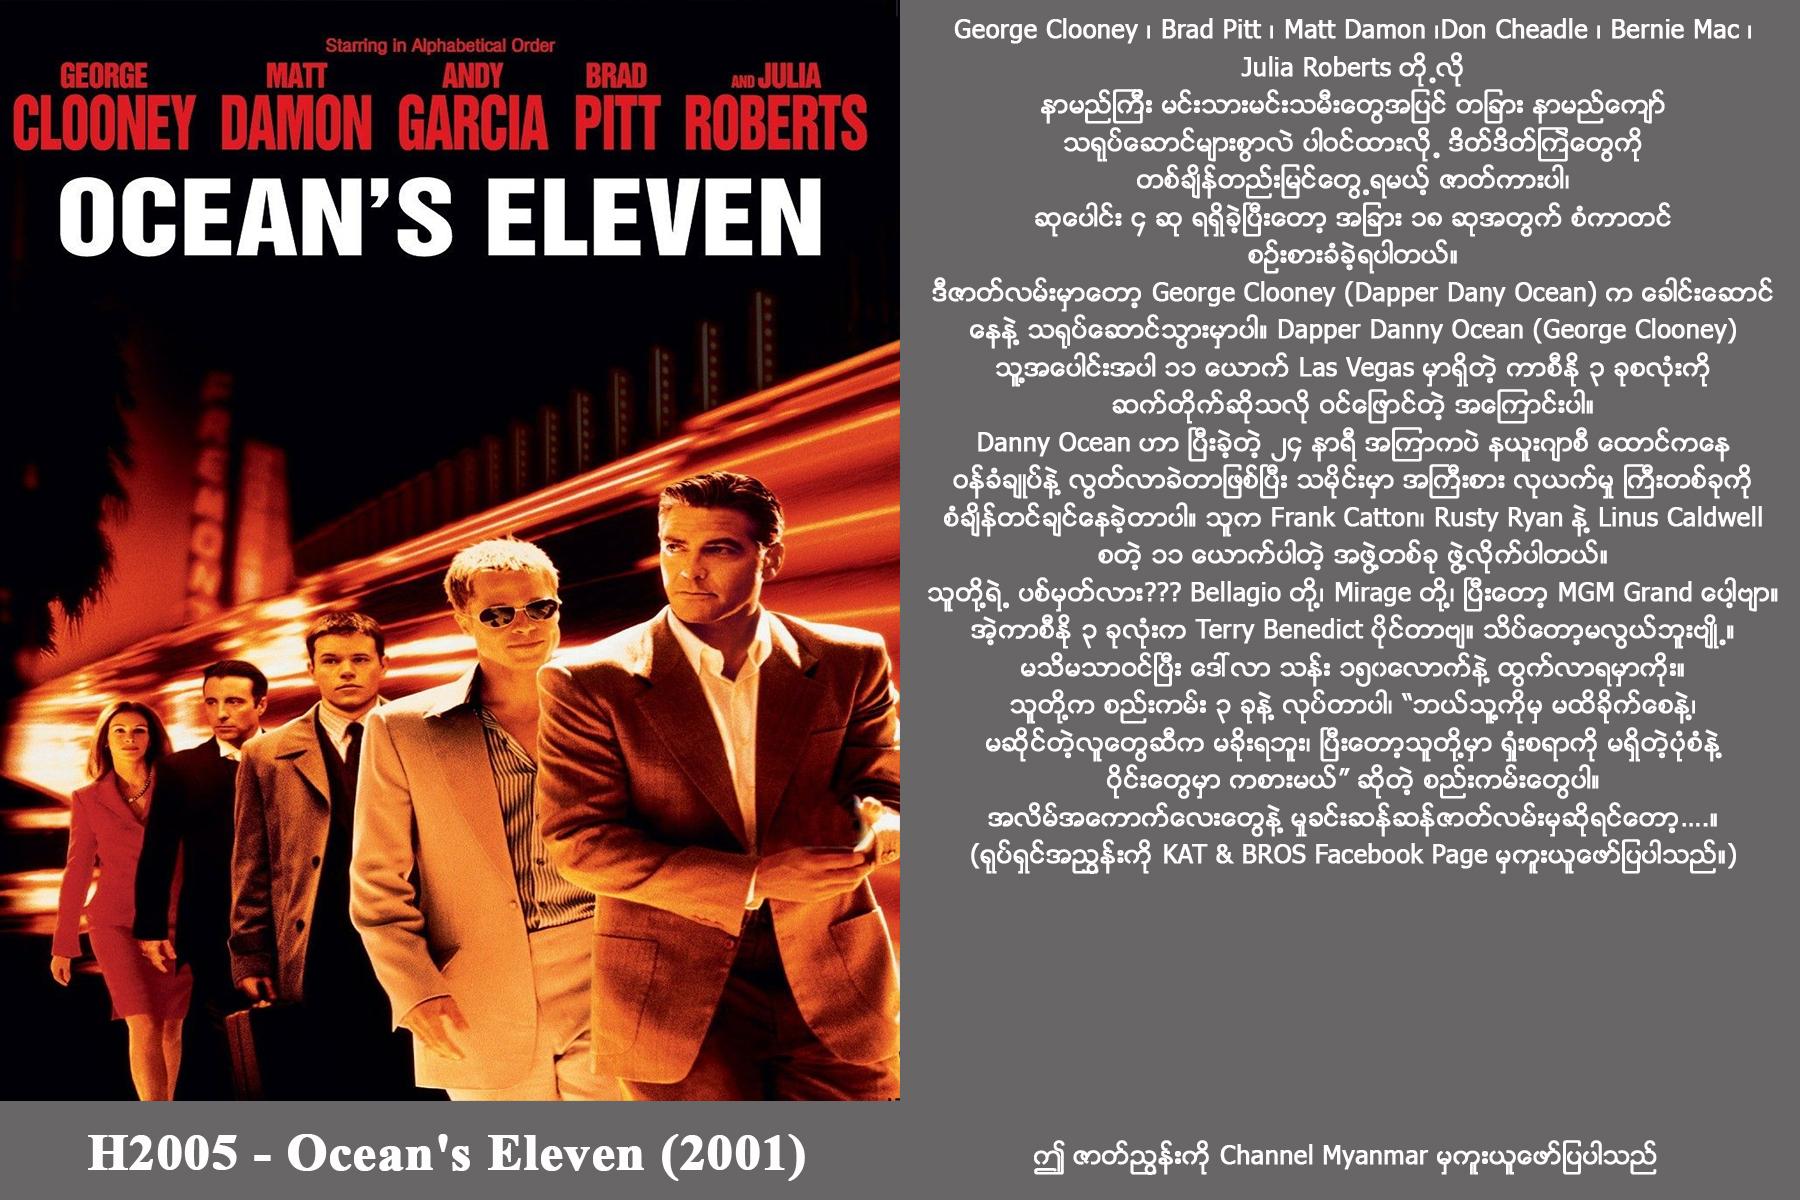 Starring in Alphabetical Order
GEORGE CLOONEY MATT DAMON ANDY GARCIA BRAD PITT AND JULIA ROBERTS
OCEAN'S ELEVEN
H2005 - Ocean's Eleven (2001)
George Clooney ၊ Brad Pitt ၊ Matt Damon ၊Don Cheadle ၊ Bernie Mac ၊
Julia Roberts တို့လို
နာမည်ကြီး မင်းသားမင်းသမီးတွေအပြင် တခြား နာမည်ကျော်
သရုပ်ဆောင်များစွာလဲ ပါဝင်ထားလို့ ဒိတ်ဒိတ်ကြဲတွေကို
တစ်ချိန်တည်းမြင်တွေ့ရမယ့် ဇာတ်ကားပါ၊
ဆုပေါင်း ၄ ဆု ရရှိခဲ့ပြီးတော့ အခြား ၁၈ ဆုအတွက် စံကာတင်
စဉ်းစားခံခဲ့ရပါတယ်။
ဒီဇာတ်လမ်းမှာတော့ George Clooney (Dapper Dany Ocean) က ခေါင်းဆောင်
နေနဲ့ သရုပ်ဆောင်သွားမှာပါ။ Dapper Danny Ocean (George Clooney)
သူ့အပေါင်းအပါ ၁၁ ယောက် Las Vegas မှာရှိတဲ့ ကာစီနို ၃ ခုစလုံးကို
ဆက်တိုက်ဆိုသလို ဝင်ဖြောင်တဲ့ အကြောင်းပါ။
Danny Ocean ဟာ ပြီးခဲ့တဲ့ ၂၄ နာရီ အကြာကပဲ နယူးဂျာစီ ထောင်ကနေ
ဝန်ခံချုပ်နဲ့ လွတ်လာခဲတာဖြစ်ပြီး သမိုင်းမှာ အကြီးစား လုယက်မှု ကြီးတစ်ခုကို
စံချိန်တင်ချင်နေခဲ့တာပါ။ သူက Frank Catton၊ Rusty Ryan နဲ့ Linus Caldwell
စတဲ့ ၁၁ ယောက်ပါတဲ့ အဖွဲ့တစ်ခု ဖွဲ့လိုက်ပါတယ်။
သူတို့ရဲ့ ပစ်မှတ်လား??? Bellagio တို့၊ Mirage တို့၊ ပြီးတော့ MGM Grand ပေါ့ဗျာ။
အဲ့ကာစီနို ၃ ခုလုံးက Terry Benedict ပိုင်တာဗျ။ သိပ်တော့မလွယ်ဘူးဗျို့။
မသိမသာဝင်ပြီး ဒေါ်လာ သန်း ၁၅၀လောက်နဲ့ ထွက်လာရမှာကိုး။
သူတို့က စည်းကမ်း ၃ ခုနဲ့ လုပ်တာပါ၊ “ဘယ်သူ့ကိုမှ မထိခိုက်စေနဲ့၊
မဆိုင်တဲ့လူတွေဆီက မခိုးရဘူး၊ ပြီးတော့သူတို့မှာ ရှုံးစရာကို မရှိတဲ့ပုံစံနဲ့
ဝိုင်းတွေမှာ ကစားမယ်” ဆိုတဲ့ စည်းကမ်းတွေပါ။
အလိမ်အကောက်လေးတွေနဲ့ မှုခင်းဆန်ဆန်ဇာတ်လမ်းမှဆိုရင်တော့....။
(ရုပ်ရှင်အညွှန်းကို KAT & BROS Facebook Page မှကူးယူဖော်ပြပါသည်။)
ဤ ဇာတ်ညွှန်းကို Channel Myanmar မှကူးယူဖော်ပြပါသည်